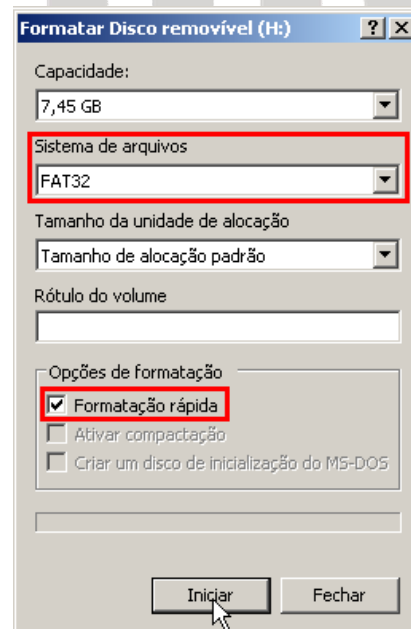 Formatar Disco removível (H:)
Capacidade:
7,45 GB
Sistema de arquivos
FAT32
Tamanho da unidade de alocação
Tamanho de alocação padrão
Rótulo do volume
Opções de formatação
Formatação rápida
Ativar compactação
Criar um disco de inicialização do MS-DOS
Iniciar
Fechar